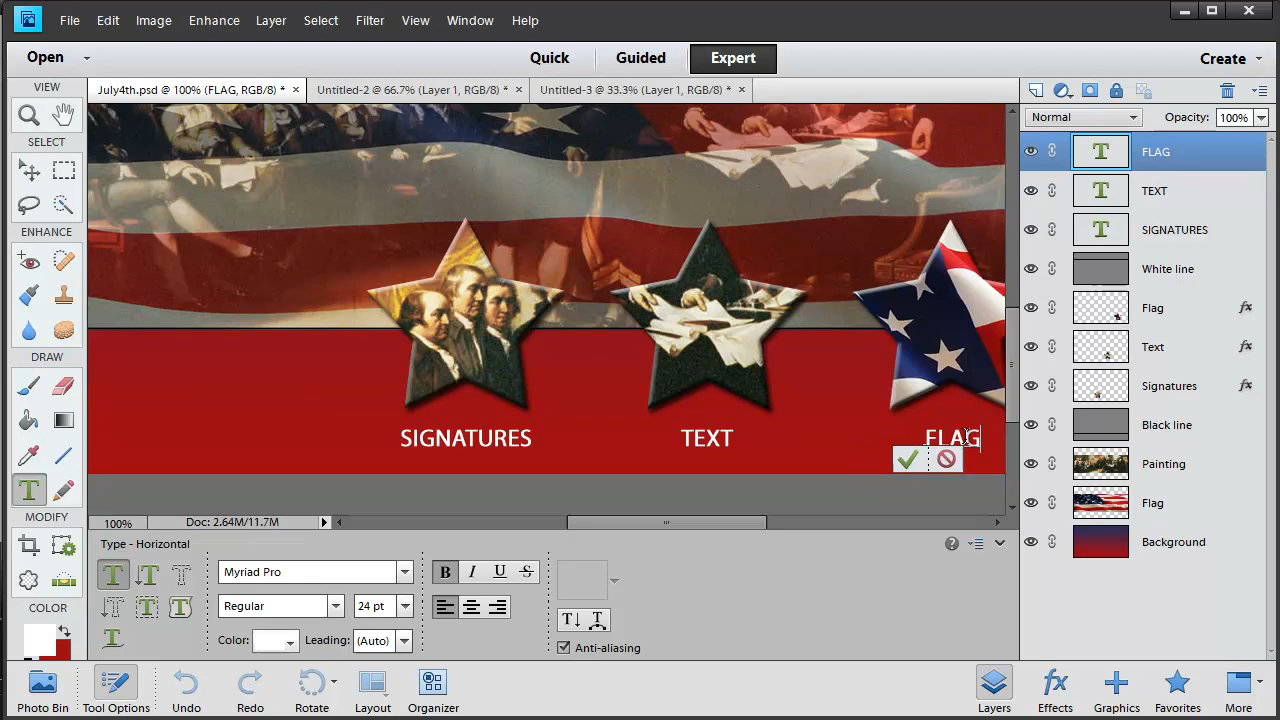 File Edit Image Enhance Layer Select Filter View Window Help
Open Quick Guided Expert Create
VIEW July4th.psd @ 100% (FLAG, RGB/8) * Untitled-2 @ 66.7% (Layer 1, RGB/8) * Untitled-3 @ 33.3% (Layer 1, RGB/8) *
Normal Opacity: 100%
SELECT
ENHANCE
DRAW
MODIFY
COLOR
SIGNATURES TEXT FLAG
T FLAG
T TEXT
T SIGNATURES
White line
Flag fx
Text fx
Signatures fx
Black line
Painting
Flag
Background
100% Doc: 2.64M/11.7M
Type - Horizontal
Myriad Pro B I U S
Regular 24 pt
Color: Leading: (Auto) Anti-aliasing
Photo Bin Tool Options Undo Redo Rotate Layout Organizer Layers Effects Graphics Favorites More